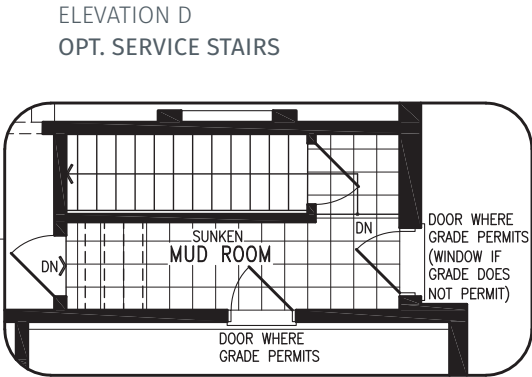 ELEVATION D
OPT. SERVICE STAIRS
DN
SUNKEN
MUD ROOM
DN
DOOR WHERE
GRADE PERMITS
(WINDOW IF
GRADE DOES
NOT PERMIT)
DOOR WHERE
GRADE PERMITS